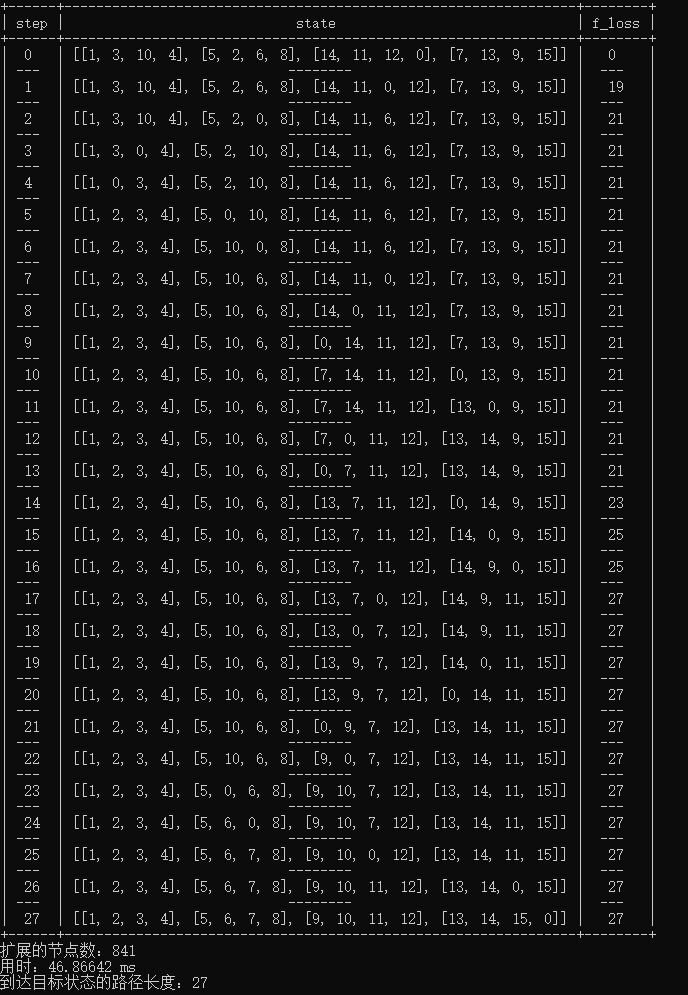 step state f_loss
0 [[1, 3, 10, 4], [5, 2, 6, 8], [14, 11, 12, 0], [7, 13, 9, 15]] 0
1 [[1, 3, 10, 4], [5, 2, 6, 8], [14, 11, 0, 12], [7, 13, 9, 15]] 19
2 [[1, 3, 10, 4], [5, 2, 0, 8], [14, 11, 6, 12], [7, 13, 9, 15]] 21
3 [[1, 3, 0, 4], [5, 2, 10, 8], [14, 11, 6, 12], [7, 13, 9, 15]] 21
4 [[1, 0, 3, 4], [5, 2, 10, 8], [14, 11, 6, 12], [7, 13, 9, 15]] 21
5 [[1, 2, 3, 4], [5, 0, 10, 8], [14, 11, 6, 12], [7, 13, 9, 15]] 21
6 [[1, 2, 3, 4], [5, 10, 0, 8], [14, 11, 6, 12], [7, 13, 9, 15]] 21
7 [[1, 2, 3, 4], [5, 10, 6, 8], [14, 11, 0, 12], [7, 13, 9, 15]] 21
8 [[1, 2, 3, 4], [5, 10, 6, 8], [14, 0, 11, 12], [7, 13, 9, 15]] 21
9 [[1, 2, 3, 4], [5, 10, 6, 8], [0, 14, 11, 12], [7, 13, 9, 15]] 21
10 [[1, 2, 3, 4], [5, 10, 6, 8], [7, 14, 11, 12], [0, 13, 9, 15]] 21
11 [[1, 2, 3, 4], [5, 10, 6, 8], [7, 14, 11, 12], [13, 0, 9, 15]] 21
12 [[1, 2, 3, 4], [5, 10, 6, 8], [7, 0, 11, 12], [13, 14, 9, 15]] 21
13 [[1, 2, 3, 4], [5, 10, 6, 8], [0, 7, 11, 12], [13, 14, 9, 15]] 21
14 [[1, 2, 3, 4], [5, 10, 6, 8], [13, 7, 11, 12], [0, 14, 9, 15]] 23
15 [[1, 2, 3, 4], [5, 10, 6, 8], [13, 7, 11, 12], [14, 0, 9, 15]] 25
16 [[1, 2, 3, 4], [5, 10, 6, 8], [13, 7, 11, 12], [14, 9, 0, 15]] 25
17 [[1, 2, 3, 4], [5, 10, 6, 8], [13, 7, 0, 12], [14, 9, 11, 15]] 27
18 [[1, 2, 3, 4], [5, 10, 6, 8], [13, 0, 7, 12], [14, 9, 11, 15]] 27
19 [[1, 2, 3, 4], [5, 10, 6, 8], [13, 9, 7, 12], [14, 0, 11, 15]] 27
20 [[1, 2, 3, 4], [5, 10, 6, 8], [13, 9, 7, 12], [0, 14, 11, 15]] 27
21 [[1, 2, 3, 4], [5, 10, 6, 8], [0, 9, 7, 12], [13, 14, 11, 15]] 27
22 [[1, 2, 3, 4], [5, 10, 6, 8], [9, 0, 7, 12], [13, 14, 11, 15]] 27
23 [[1, 2, 3, 4], [5, 0, 6, 8], [9, 10, 7, 12], [13, 14, 11, 15]] 27
24 [[1, 2, 3, 4], [5, 6, 0, 8], [9, 10, 7, 12], [13, 14, 11, 15]] 27
25 [[1, 2, 3, 4], [5, 6, 7, 8], [9, 10, 0, 12], [13, 14, 11, 15]] 27
26 [[1, 2, 3, 4], [5, 6, 7, 8], [9, 10, 11, 12], [13, 14, 0, 15]] 27
27 [[1, 2, 3, 4], [5, 6, 7, 8], [9, 10, 11, 12], [13, 14, 15, 0]] 27
扩展的节点数: 841
用时: 46.86642 ms
到达目标状态的路径长度: 27